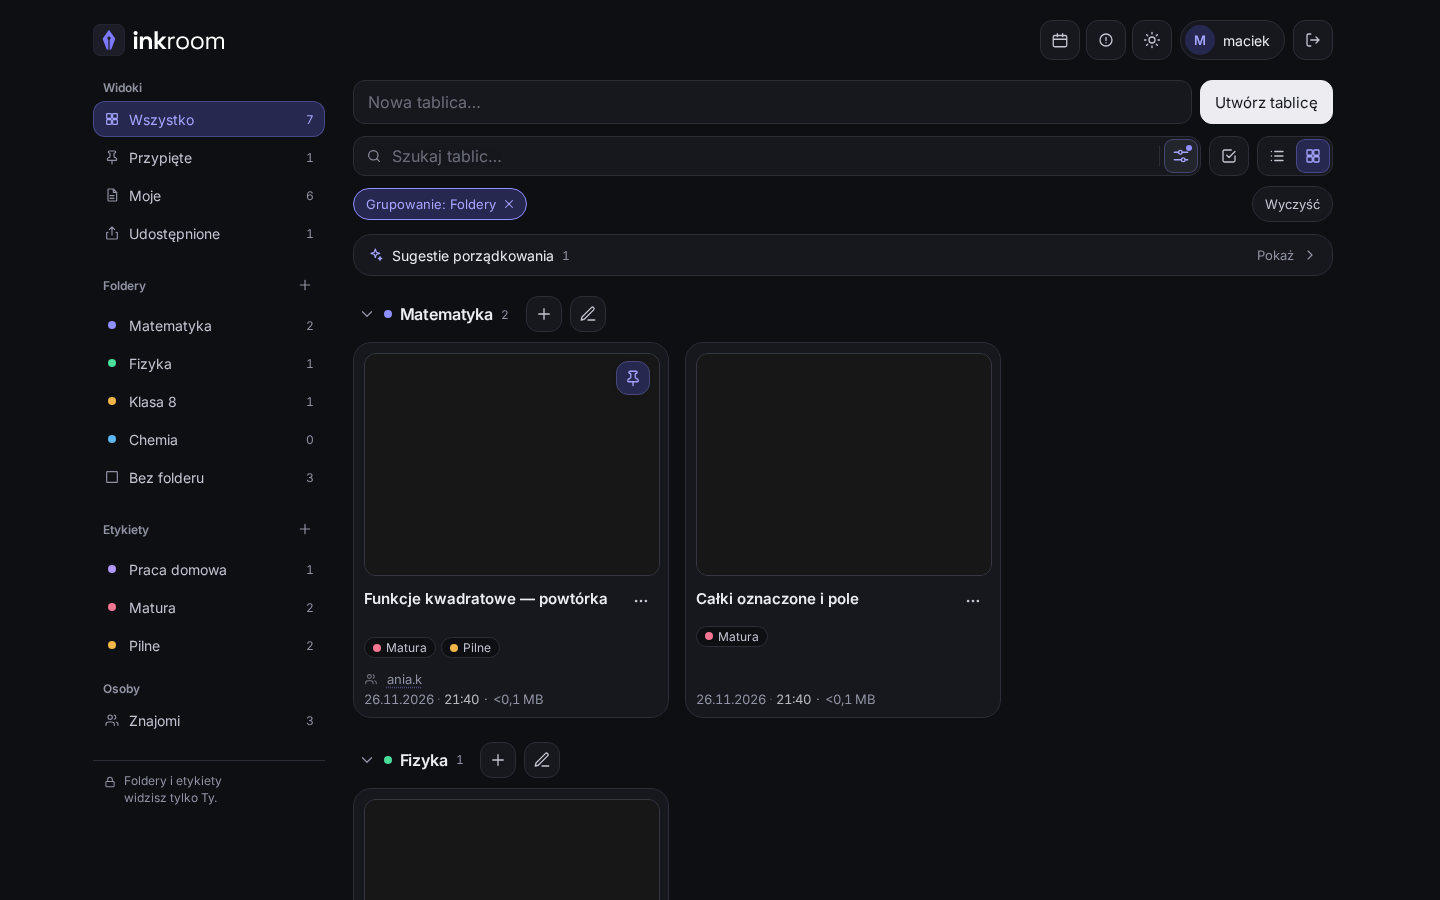 inkroom
M maciek
Widoki
Wszystko 7
Przypięte 1
Moje 6
Udostępnione 1
Foldery
Matematyka 2
Fizyka 1
Klasa 8 1
Chemia 0
Bez folderu 3
Etykiety
Praca domowa 1
Matura 2
Pilne 2
Osoby
Znajomi 3
Foldery i etykiety
widzisz tylko Ty.
Nowa tablica...
Utwórz tablicę
Szukaj tablic...
Grupowanie: Foldery
Wyczyść
Sugestie porządkowania 1
Pokaż
Matematyka 2
Funkcje kwadratowe — powtórka
Matura Pilne
ania.k
26.11.2026 · 21:40 · <0,1 MB
Całki oznaczone i pole
Matura
26.11.2026 · 21:40 · <0,1 MB
Fizyka 1